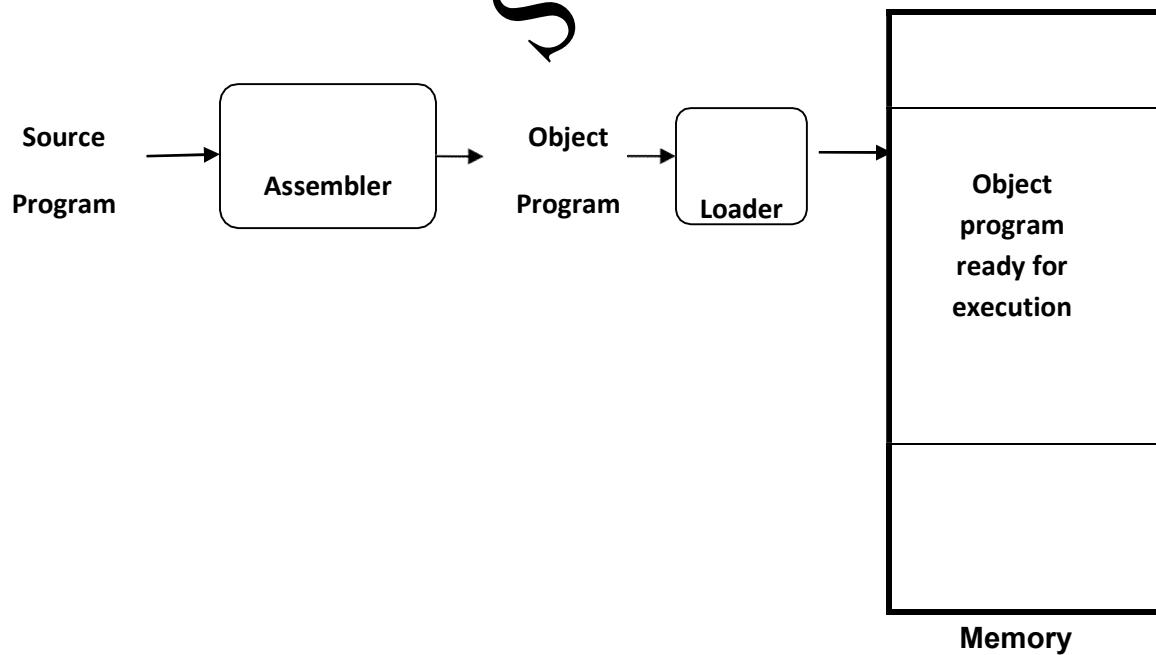 S
Source
Program
Assembler
Object
Program
Loader
Object
program
ready for
execution
Memory